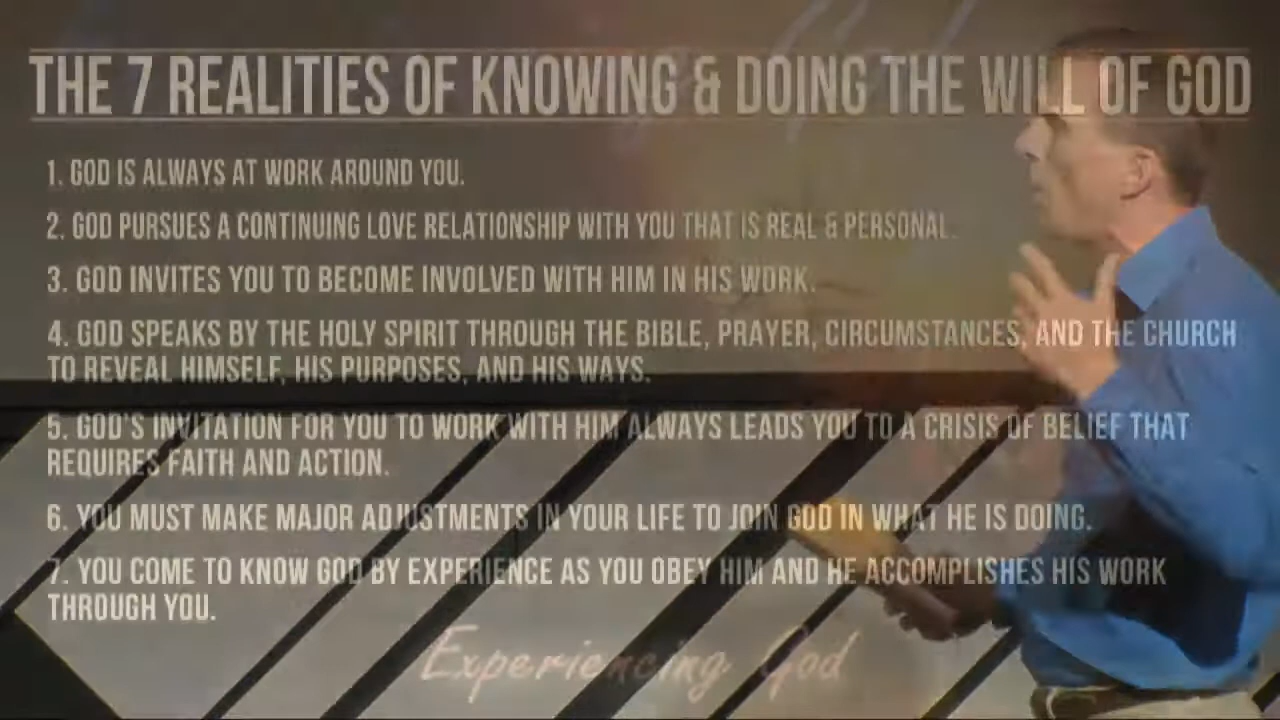 THE 7 REALITIES OF KNOWING & DOING THE WILL OF GOD
1. GOD IS ALWAYS AT WORK AROUND YOU.
2. GOD PURSUES A CONTINUING LOVE RELATIONSHIP WITH YOU THAT IS REAL & PERSONAL.
3. GOD INVITES YOU TO BECOME INVOLVED WITH HIM IN HIS WORK.
4. GOD SPEAKS BY THE HOLY SPIRIT THROUGH THE BIBLE, PRAYER, CIRCUMSTANCES, AND THE CHURCH
TO REVEAL HIMSELF, HIS PURPOSES, AND HIS WAYS.
5. GOD'S INVITATION FOR YOU TO WORK WITH HIM ALWAYS LEADS YOU TO A CRISIS OF BELIEF THAT
REQUIRES FAITH AND ACTION.
6. YOU MUST MAKE MAJOR ADJUSTMENTS IN YOUR LIFE TO JOIN GOD IN WHAT HE IS DOING.
7. YOU COME TO KNOW GOD BY EXPERIENCE AS YOU OBEY HIM AND HE ACCOMPLISHES HIS WORK
THROUGH YOU.
Experiencing God